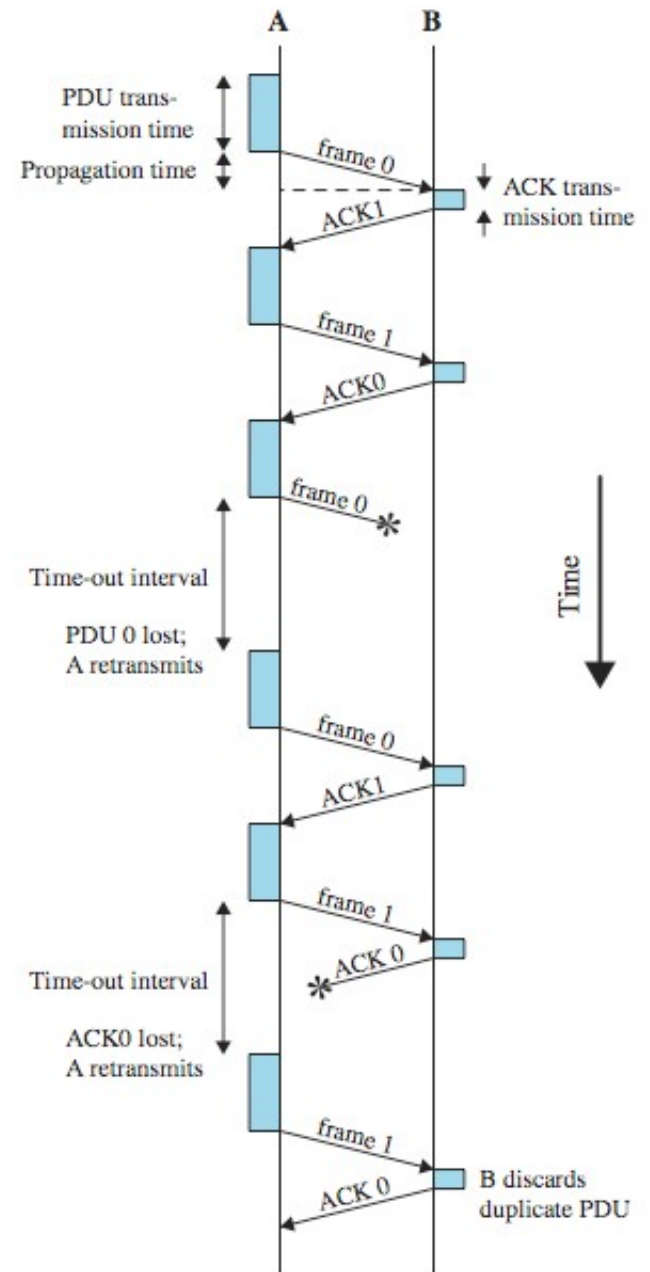 A
B
PDU trans-
mission time
Propagation time
frame 0
ACK trans-
mission time
ACK1
frame 1
ACK0
frame 0
Time-out interval
Time
PDU 0 lost;
A retransmits
frame 0
ACK1
frame 1
ACK 0
Time-out interval
ACK0 lost;
A retransmits
frame 1
ACK 0
B discards
duplicate PDU